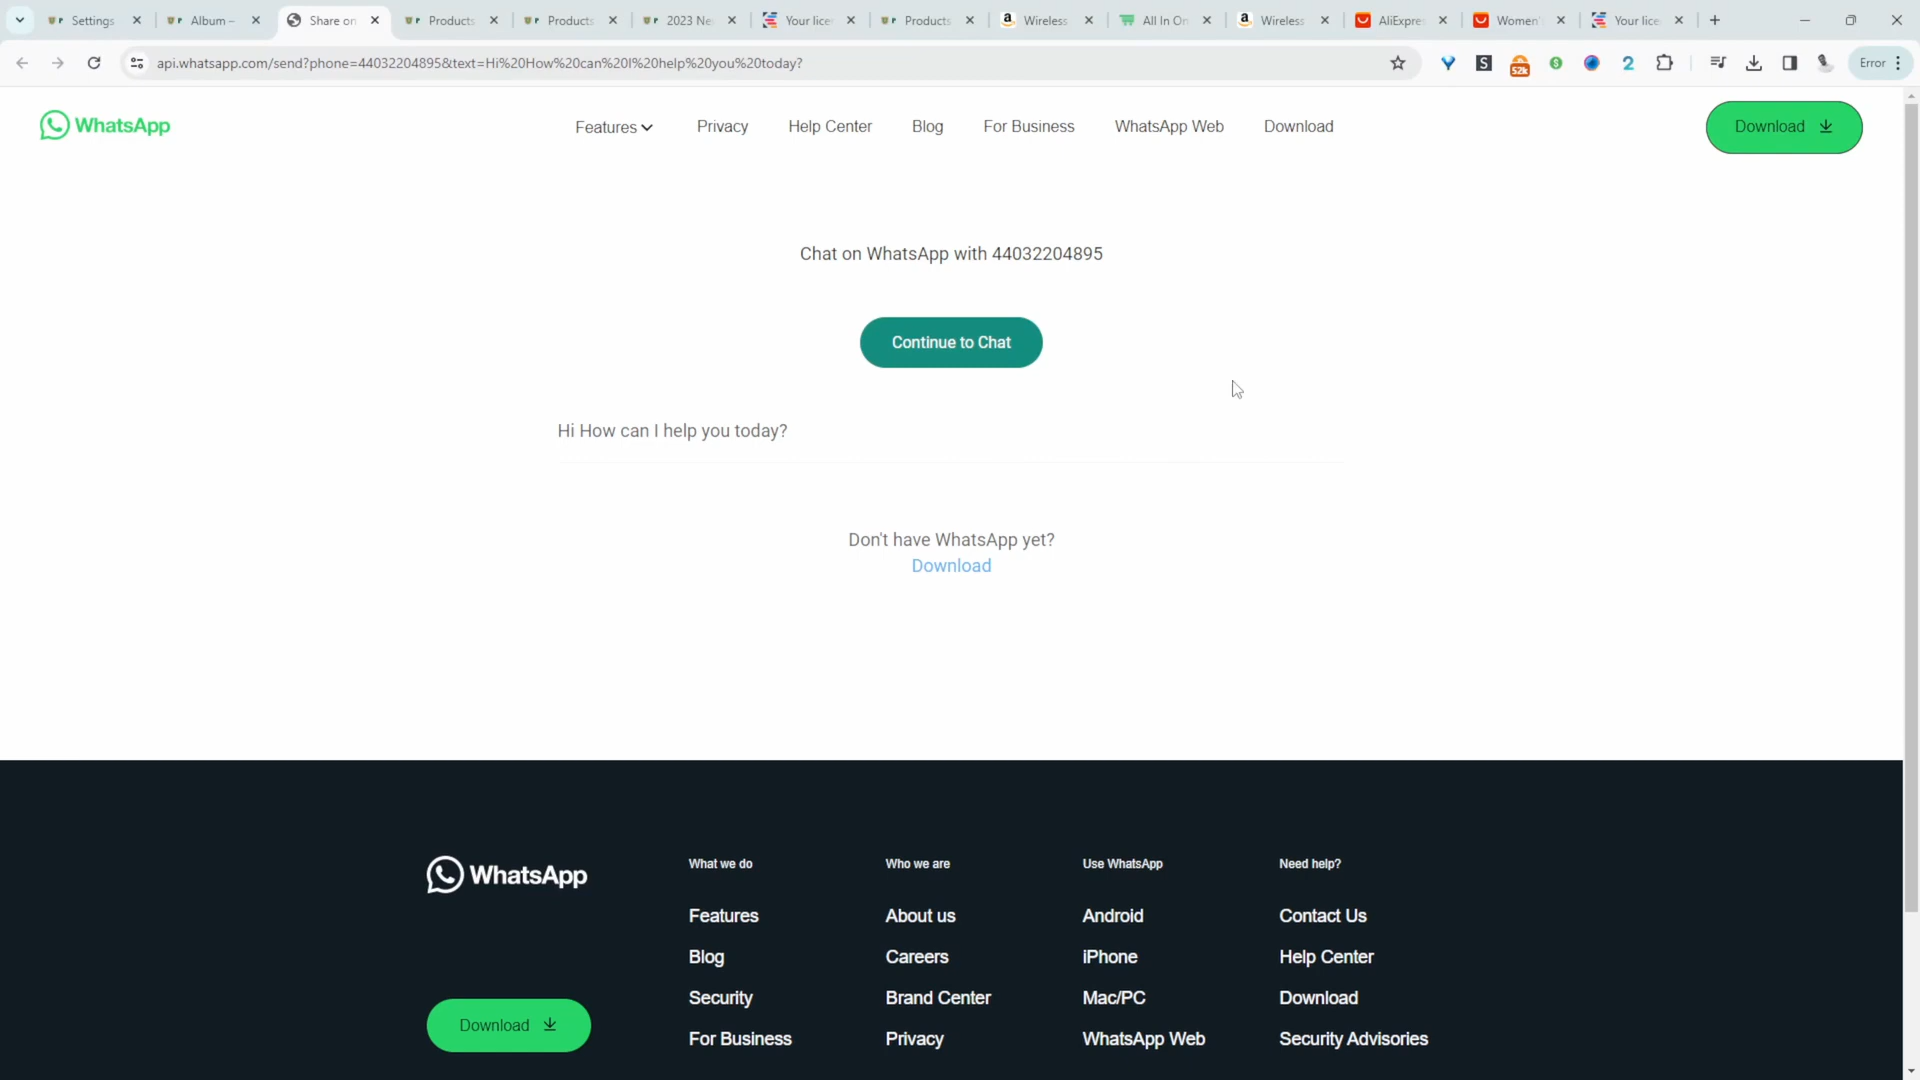 Settings
Album –
Share on
Products
Products
2023 Ne
Your lice
Products
Wireless
All In On
Wireless
AliExpre
Women'
Your lice
api.whatsapp.com/send?phone=44032204895&text=Hi%20How%20can%20I%20help%20you%20today?
S
52k
2
Error
WhatsApp
Features
Privacy
Help Center
Blog
For Business
WhatsApp Web
Download
Download
Chat on WhatsApp with 44032204895
Continue to Chat
Hi How can I help you today?
Don't have WhatsApp yet?
Download
WhatsApp
Download
What we do
Features
Blog
Security
For Business
Who we are
About us
Careers
Brand Center
Privacy
Use WhatsApp
Android
iPhone
Mac/PC
WhatsApp Web
Need help?
Contact Us
Help Center
Download
Security Advisories